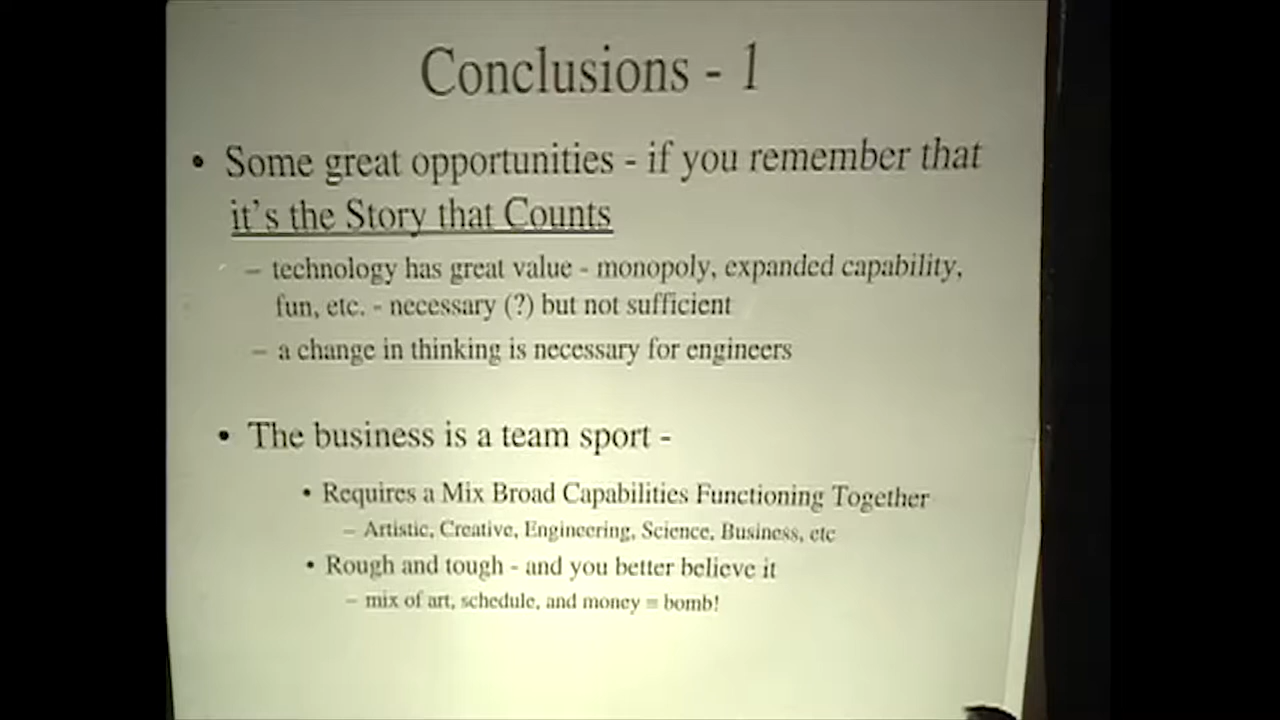 Conclusions - 1
• Some great opportunities - if you remember that
it's the Story that Counts
– technology has great value - monopoly, expanded capability,
fun, etc. - necessary (?) but not sufficient
– a change in thinking is necessary for engineers
• The business is a team sport -
• Requires a Mix Broad Capabilities Functioning Together
– Artistic, Creative, Engineering, Science, Business, etc
• Rough and tough - and you better believe it
– mix of art, schedule, and money = bomb!